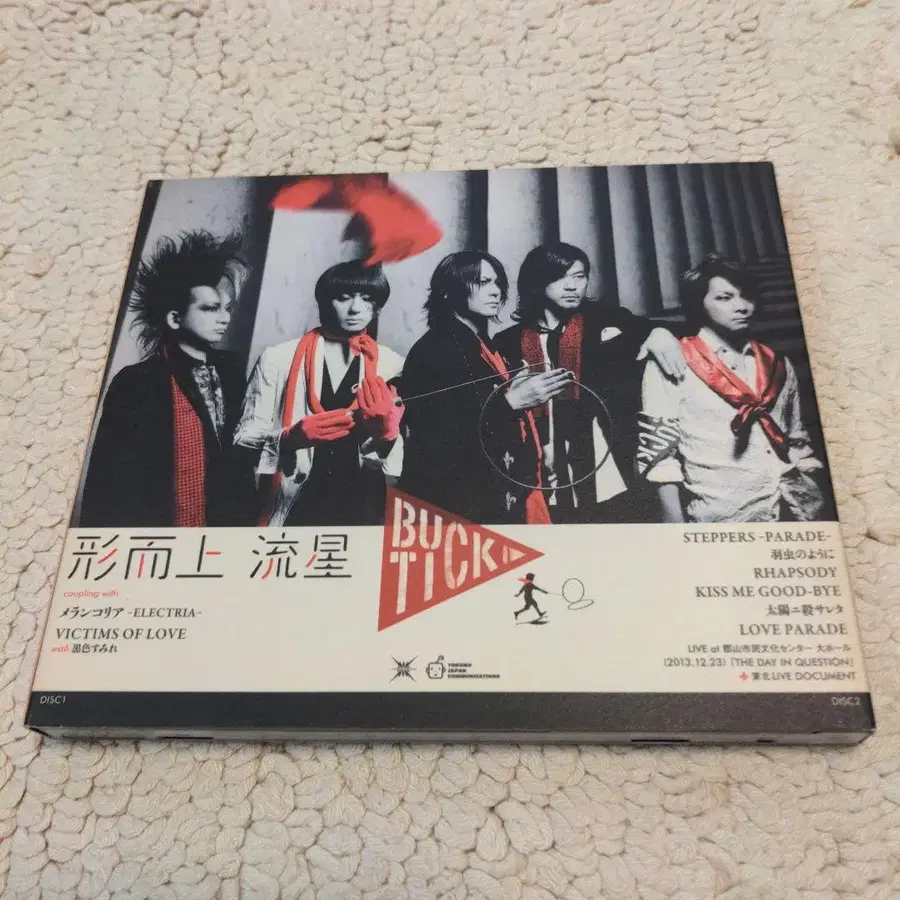 形而上 流星
coupling with
メランコリア -ELECTRIA-
VICTIMS OF LOVE
with 黒色すみれ
DISC1
BUCK
TICK
TOKUMA
JAPAN
COMMUNICATIONS
STEPPERS -PARADE-
羽虫のように
RHAPSODY
KISS ME GOOD-BYE
太陽ニ殺サレタ
LOVE PARADE
LIVE at 郡山市民文化センター 大ホール
(2013.12.23)「THE DAY IN QUESTION」
+ 東北LIVE DOCUMENT
DISC2